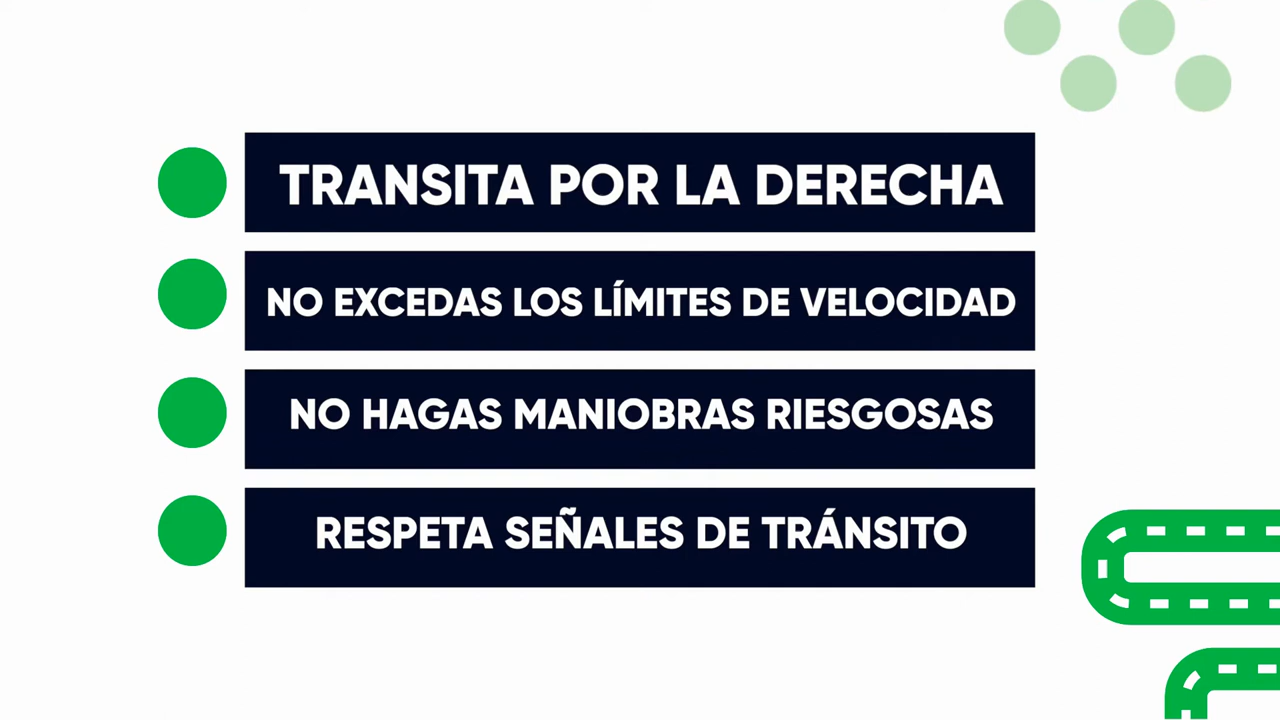 TRANSITA POR LA DERECHA
NO EXCEDAS LOS LÍMITES DE VELOCIDAD
NO HAGAS MANIOBRAS RIESGOSAS
RESPETA SEÑALES DE TRÁNSITO